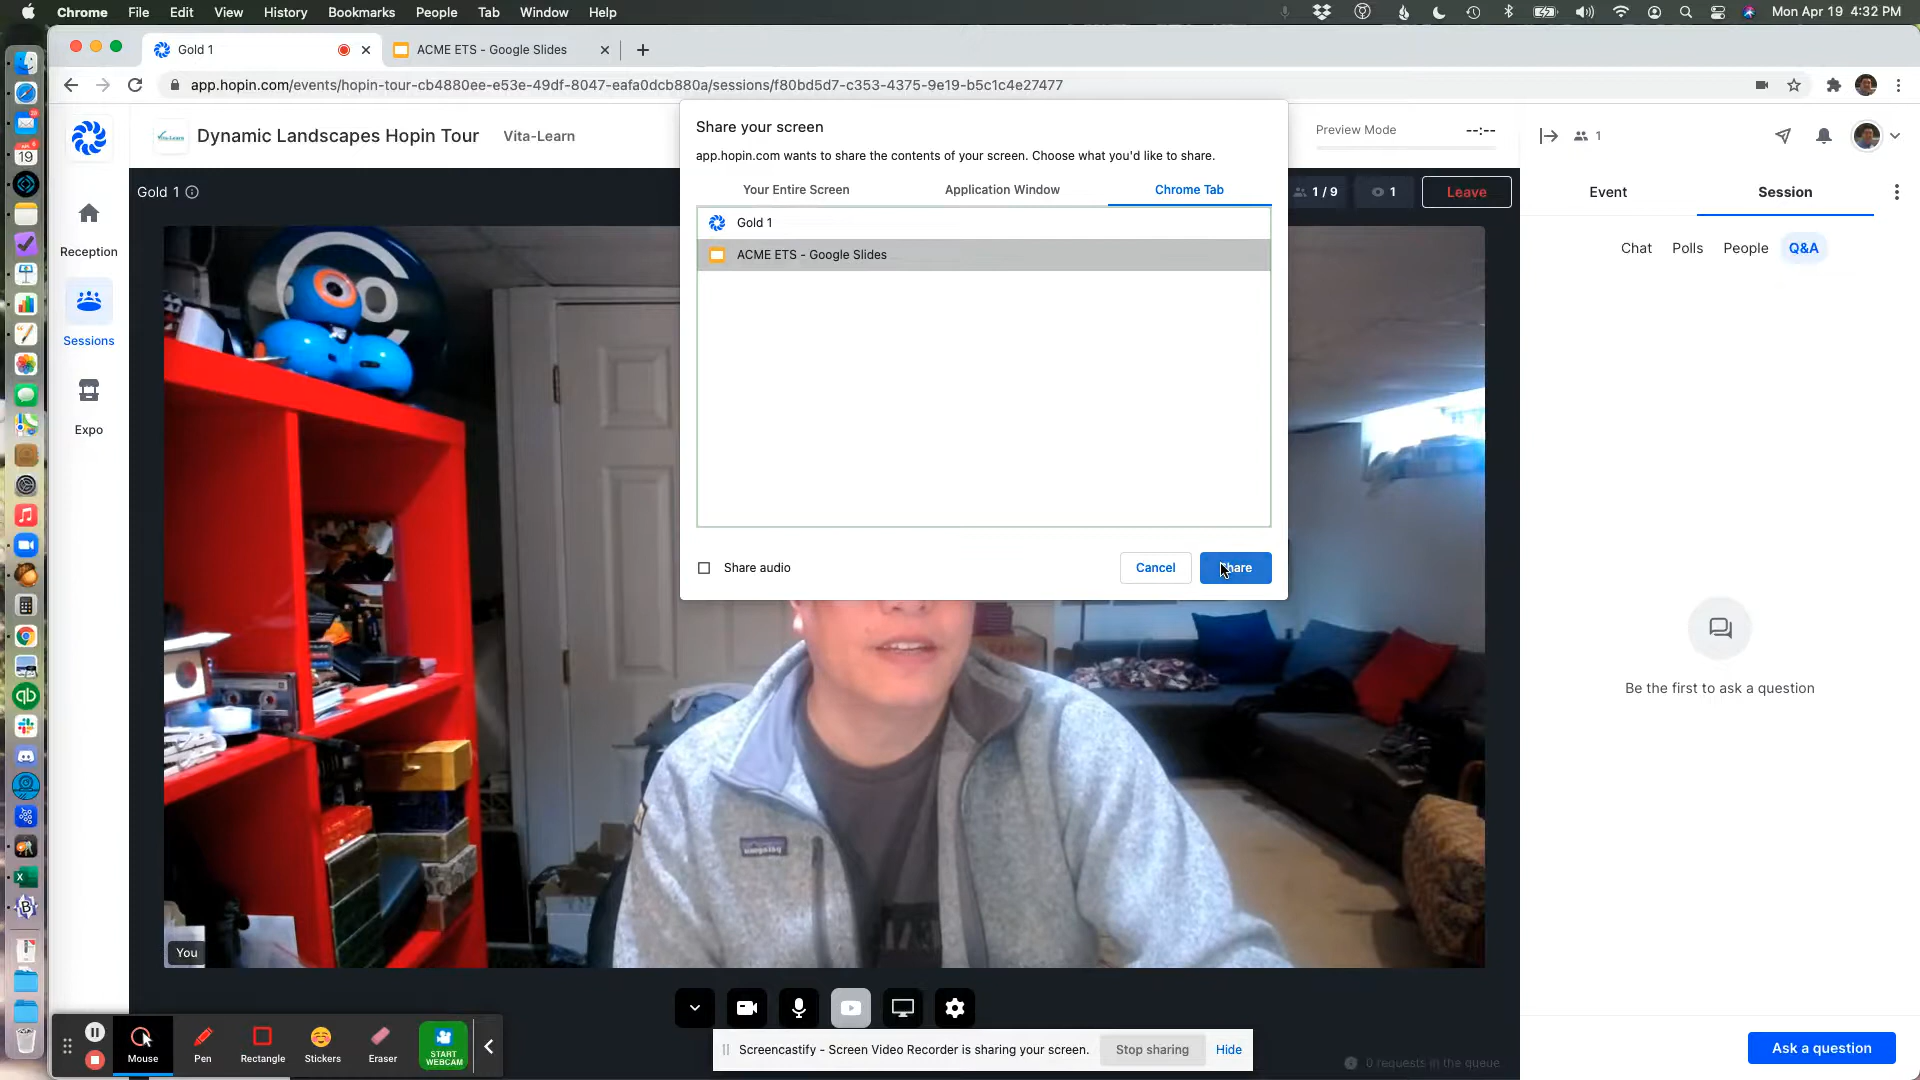 Chrome File Edit View History Bookmarks People Tab Window Help Mon Apr 19 4:32 PM
Gold 1 ACME ETS - Google Slides
app.hopin.com/events/hopin-tour-cb4880ee-e53e-49df-8047-eafa0dcb880a/sessions/f80bd5d7-c353-4375-9e19-b5c1c4e27477
Dynamic Landscapes Hopin Tour Vita-Learn
Preview Mode --:--
1
Gold 1
1 / 9 1 Leave
Event Session
Chat Polls People Q&A
Reception
Sessions
Expo
Share your screen
app.hopin.com wants to share the contents of your screen. Choose what you'd like to share.
Your Entire Screen Application Window Chrome Tab
Gold 1
ACME ETS - Google Slides
Share audio Cancel Share
Be the first to ask a question
You
Mouse Pen Rectangle Stickers Eraser START WEBCAM
Screencastify - Screen Video Recorder is sharing your screen. Stop sharing Hide
0 requests in the queue
Ask a question
19